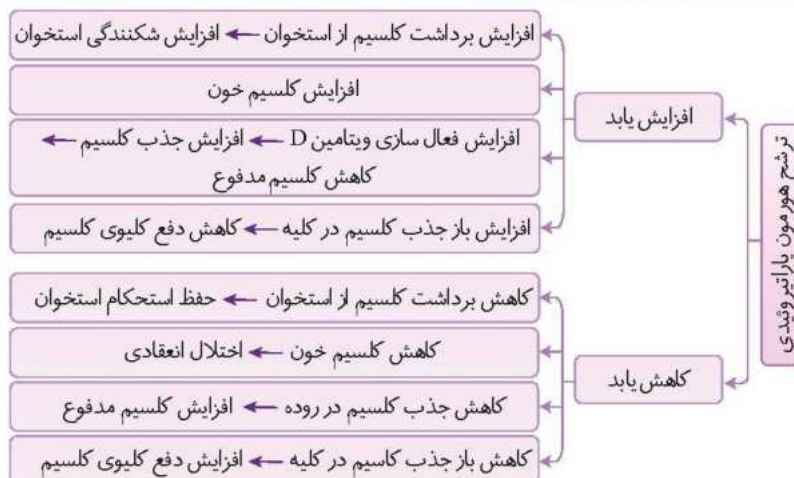 ترشح هورمون پاراتیروئیدی
افزایش یابد
افزایش برداشت کلسیم از استخوان ← افزایش شکنندگی استخوان
افزایش کلسیم خون
افزایش فعال سازی ویتامین D ← افزایش جذب کلسیم ←
کاهش کلسیم مدفوع
افزایش باز جذب کلسیم در کلیه ← کاهش دفع کلیوی کلسیم
کاهش یابد
کاهش برداشت کلسیم از استخوان ← حفظ استحکام استخوان
کاهش کلسیم خون ← اختلال انعقادی
کاهش جذب کلسیم در روده ← افزایش کلسیم مدفوع
کاهش باز جذب کاسیم در کلیه ← افزایش دفع کلیوی کلسیم